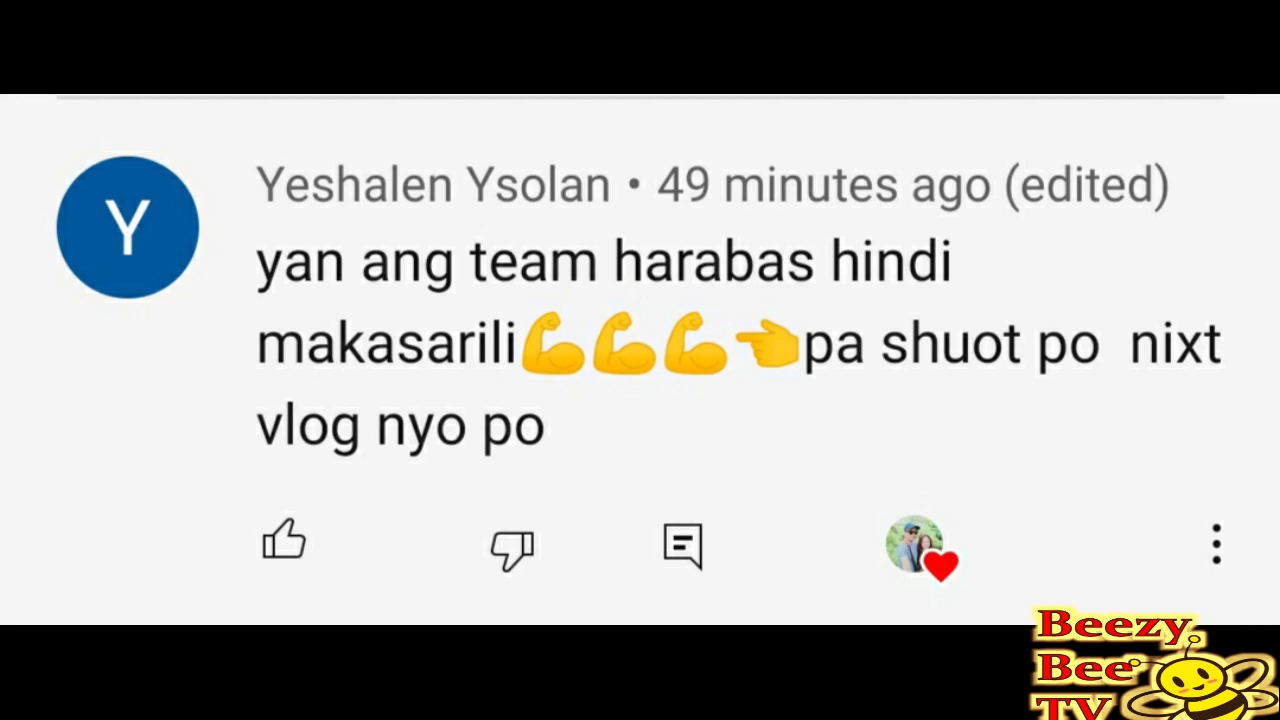 Y
Yeshalen Ysolan • 49 minutes ago (edited)
yan ang team harabas hindi
makasarili💪💪💪👈pa shuot po nixt
vlog nyo po
Beezy
Bee
TV